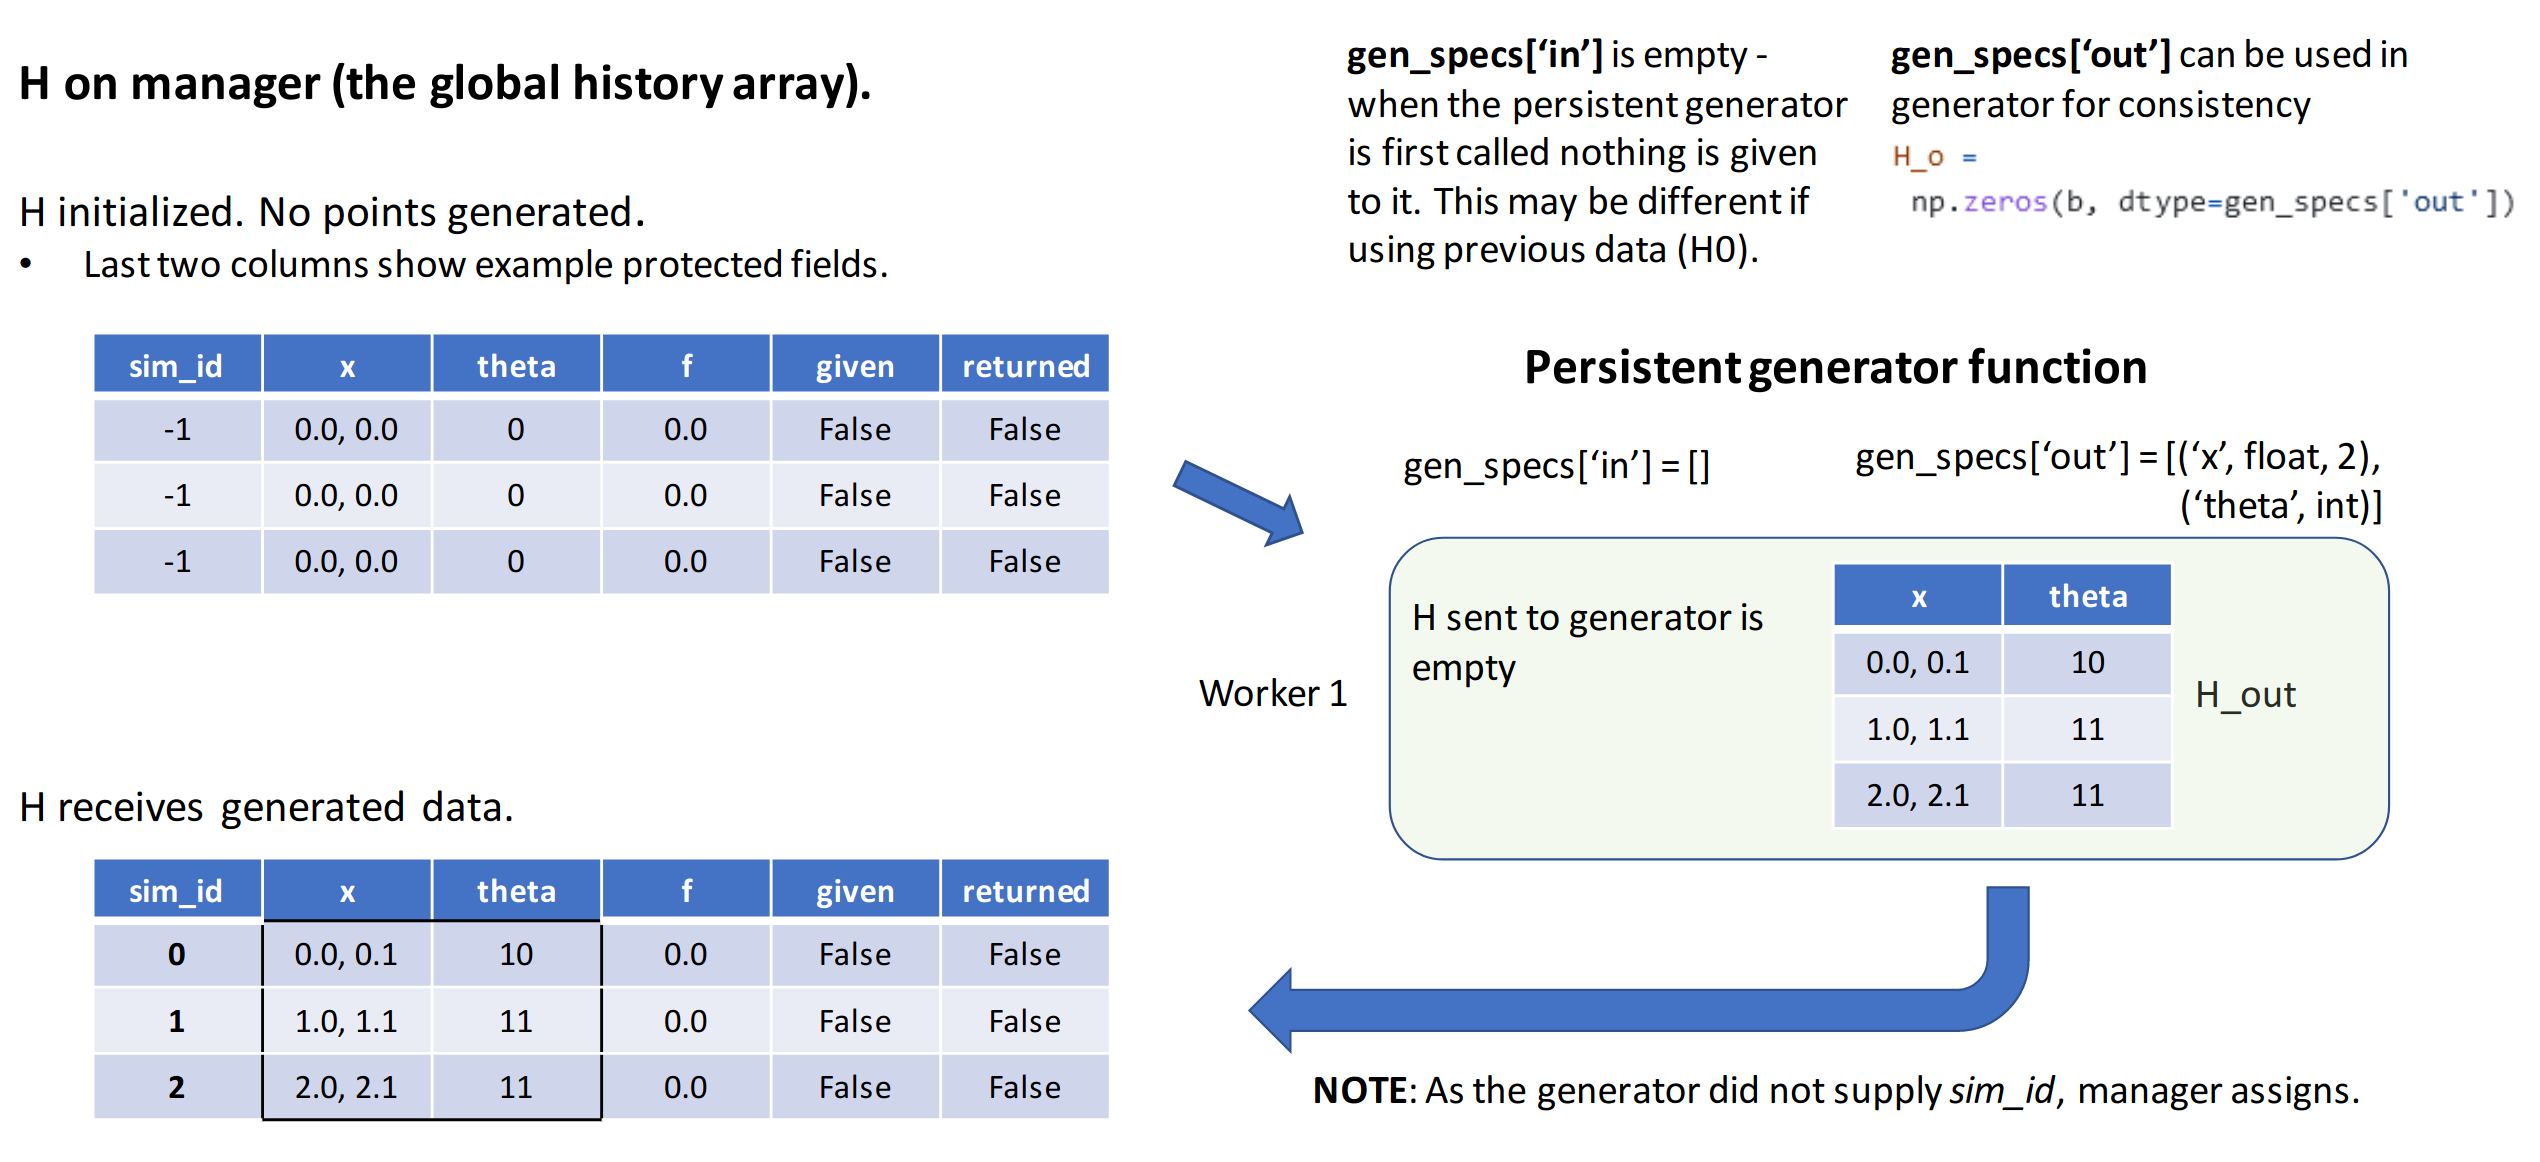 H on manager (the global history array).
H initialized. No points generated.
• Last two columns show example protected fields.
sim_id x theta f given returned
-1 0.0, 0.0 0 0.0 False False
-1 0.0, 0.0 0 0.0 False False
-1 0.0, 0.0 0 0.0 False False
H receives generated data.
sim_id x theta f given returned
0 0.0, 0.1 10 0.0 False False
1 1.0, 1.1 11 0.0 False False
2 2.0, 2.1 11 0.0 False False
gen_specs[‘in’] is empty -
when the persistent generator
is first called nothing is given
to it. This may be different if
using previous data (H0).
gen_specs[‘out’] can be used in
generator for consistency
H_o =
np.zeros(b, dtype=gen_specs['out'])
Persistent generator function
gen_specs[‘in’] = []
gen_specs[‘out’] = [(‘x’, float, 2),
(‘theta’, int)]
Worker 1
H sent to generator is
empty
x theta
0.0, 0.1 10
1.0, 1.1 11
2.0, 2.1 11
H_out
NOTE: As the generator did not supply sim_id, manager assigns.